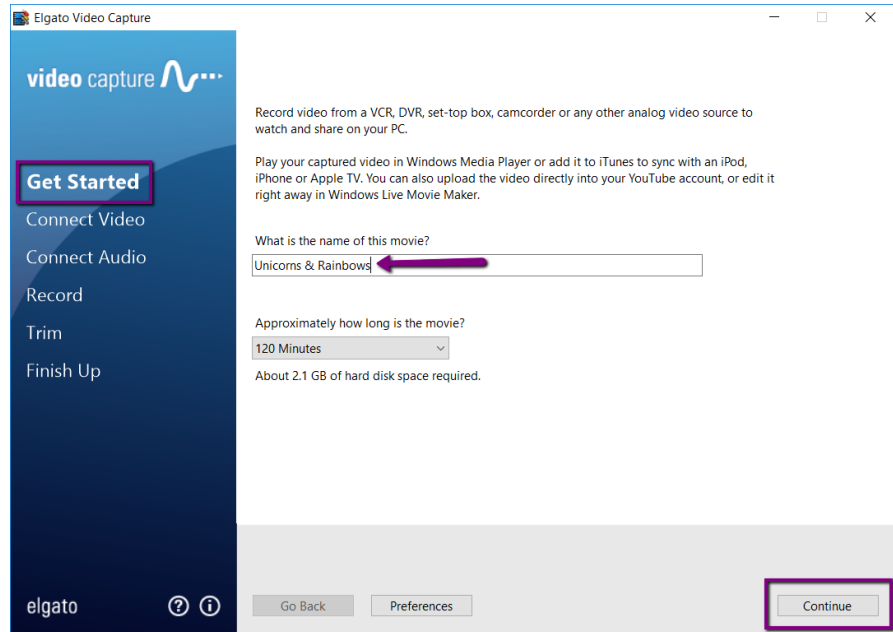 Elgato Video Capture
video capture
Get Started
Connect Video
Connect Audio
Record
Trim
Finish Up
elgato
?
i
Record video from a VCR, DVR, set-top box, camcorder or any other analog video source to
watch and share on your PC.
Play your captured video in Windows Media Player or add it to iTunes to sync with an iPod,
iPhone or Apple TV. You can also upload the video directly into your YouTube account, or edit it
right away in Windows Live Movie Maker.
What is the name of this movie?
Unicorns & Rainbows
Approximately how long is the movie?
120 Minutes
About 2.1 GB of hard disk space required.
Go Back
Preferences
Continue